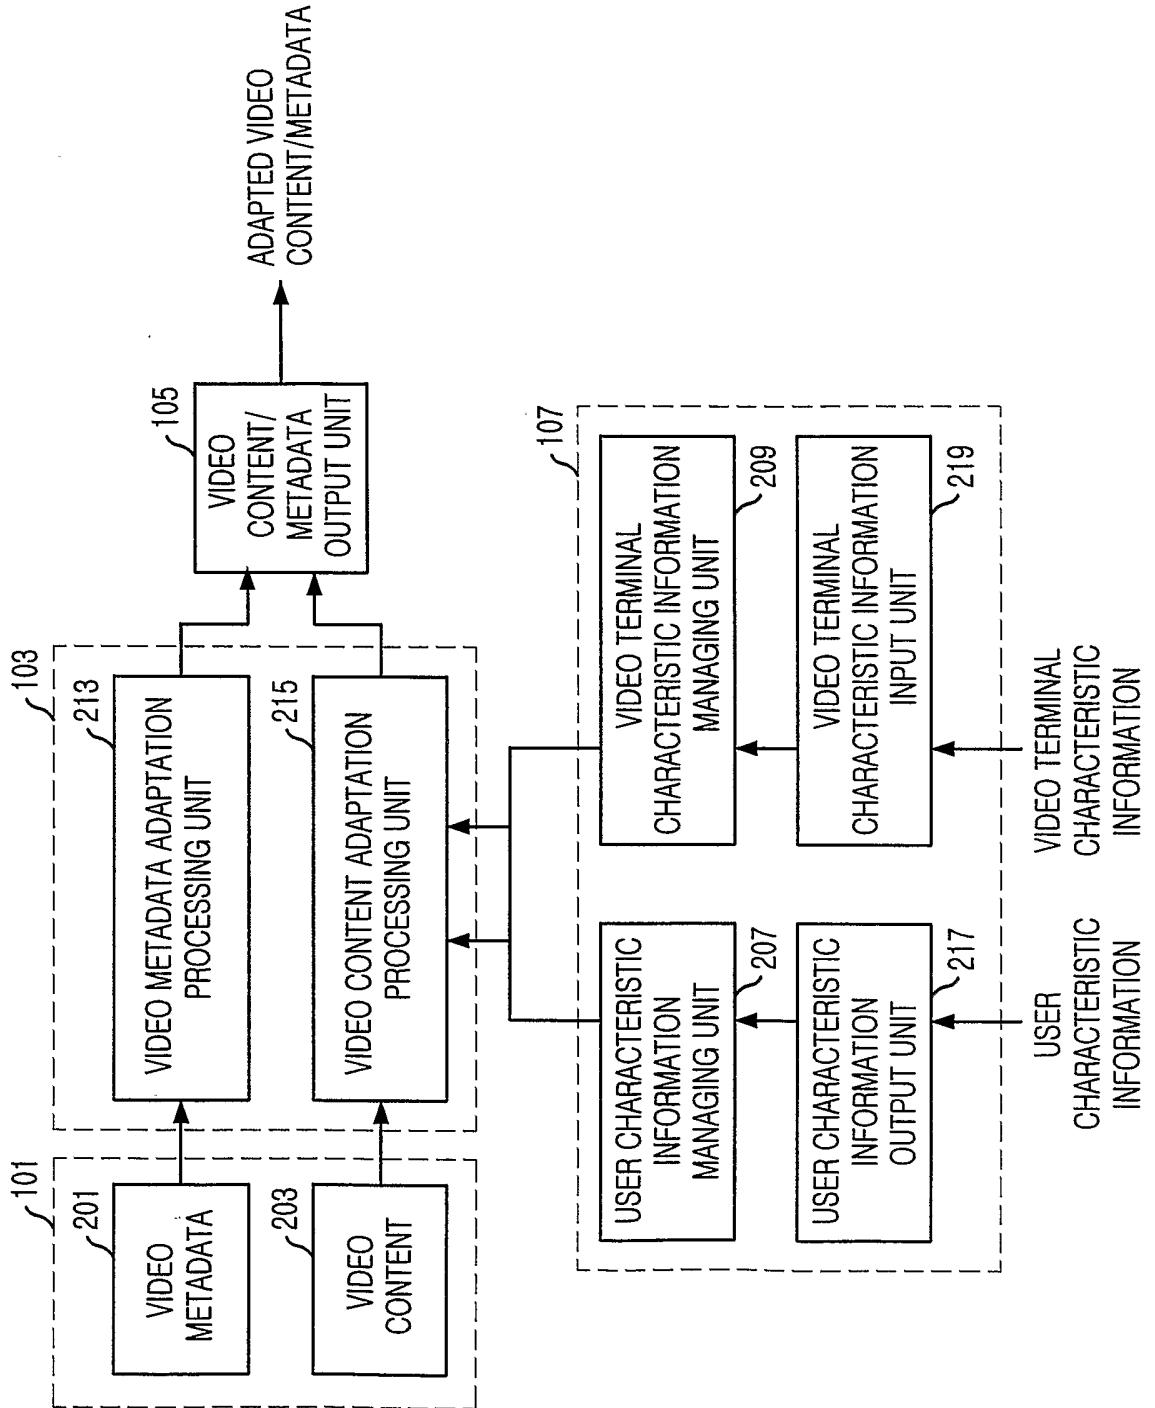 101
201
VIDEO
METADATA
203
VIDEO
CONTENT
103
213
VIDEO METADATA ADAPTATION
PROCESSING UNIT
215
VIDEO CONTENT ADAPTATION
PROCESSING UNIT
105
VIDEO
CONTENT/
METADATA
OUTPUT UNIT
ADAPTED VIDEO
CONTENT/METADATA
107
USER CHARACTERISTIC
INFORMATION
MANAGING UNIT
207
VIDEO TERMINAL
CHARACTERISTIC INFORMATION
MANAGING UNIT
209
USER CHARACTERISTIC
INFORMATION
OUTPUT UNIT
217
VIDEO TERMINAL
CHARACTERISTIC INFORMATION
INPUT UNIT
219
USER
CHARACTERISTIC
INFORMATION
VIDEO TERMINAL
CHARACTERISTIC
INFORMATION